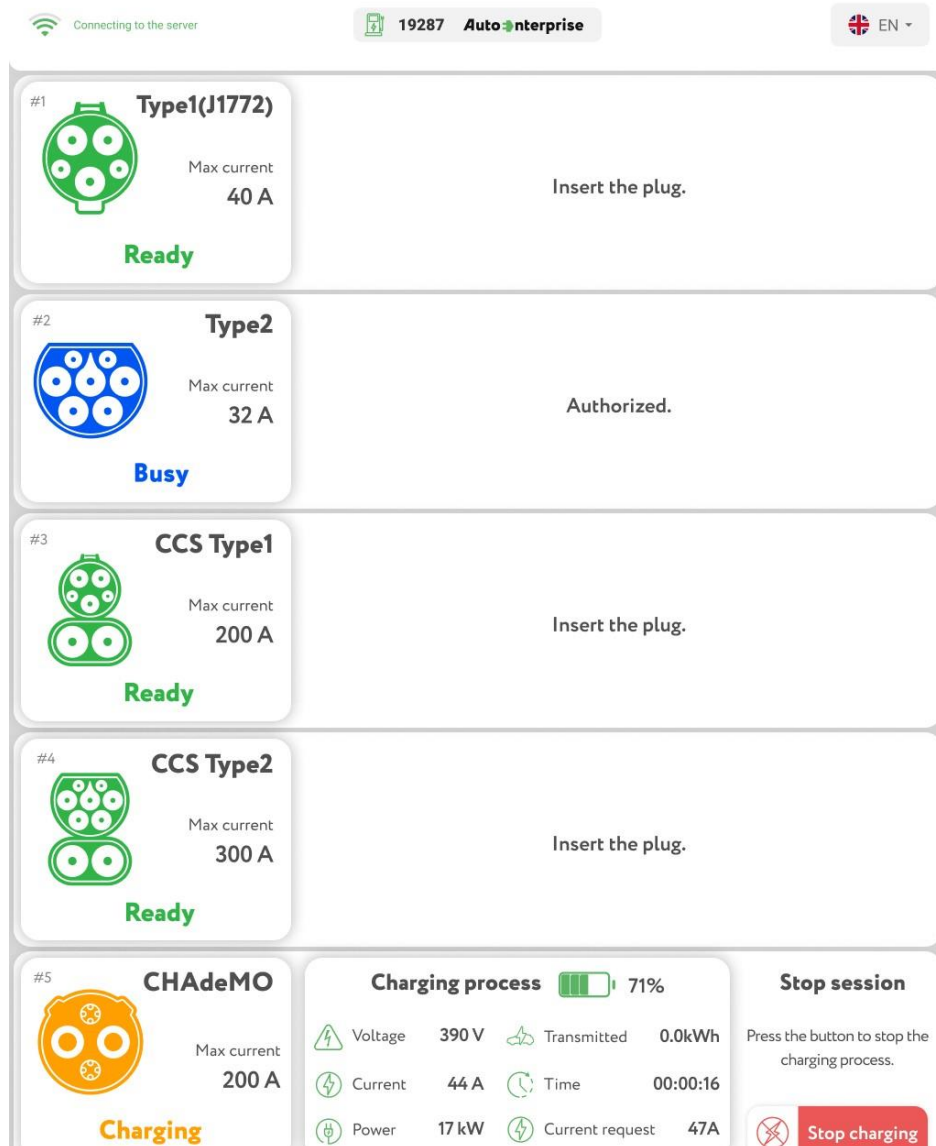 Connecting to the server
19287 AutoEnterprise
EN
#1
Type1(J1772)
Max current
40 A
Ready
Insert the plug.
#2
Type2
Max current
32 A
Busy
Authorized.
#3
CCS Type1
Max current
200 A
Ready
Insert the plug.
#4
CCS Type2
Max current
300 A
Ready
Insert the plug.
#5
CHAdeMO
Max current
200 A
Charging
Charging process 71%
Voltage 390 V Transmitted 0.0kWh
Current 44 A Time 00:00:16
Power 17 kW Current request 47A
Stop session
Press the button to stop the
charging process.
Stop charging